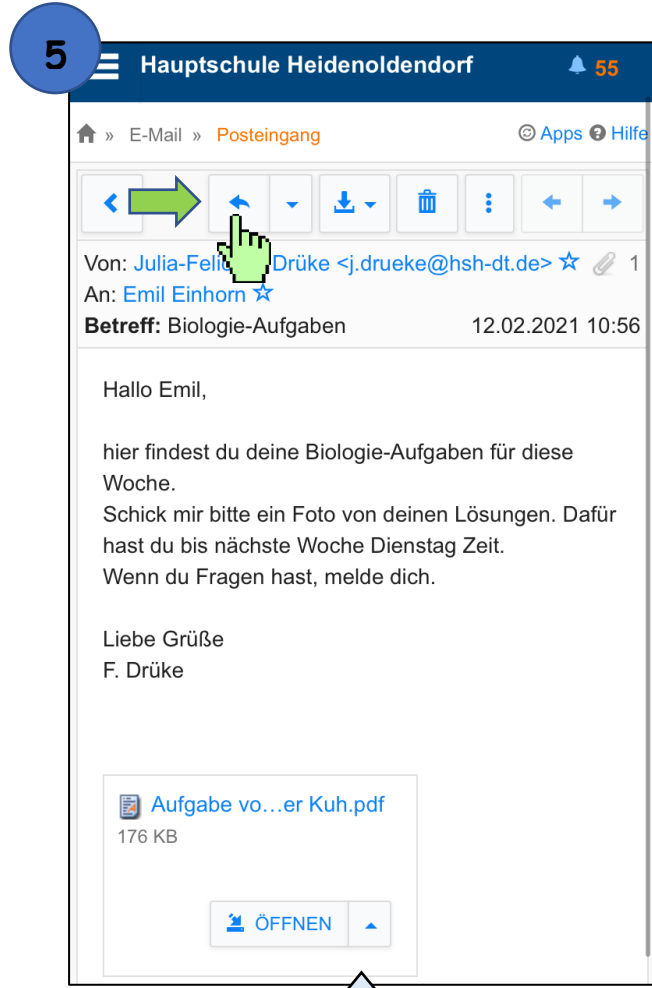 5
Hauptschule Heidenoldendorf 55
» E-Mail » Posteingang Apps Hilfe
Von: Drüke <j.drueke@hsh-dt.de> 1
An: Emil Einhorn
Betreff: Biologie-Aufgaben 12.02.2021 10:56
Hallo Emil,
hier findest du deine Biologie-Aufgaben für diese
Woche.
Schick mir bitte ein Foto von deinen Lösungen. Dafür
hast du bis nächste Woche Dienstag Zeit.
Wenn du Fragen hast, melde dich.
Liebe Grüße
F. Drüke
Aufgabe vo…er Kuh.pdf
176 KB
ÖFFNEN